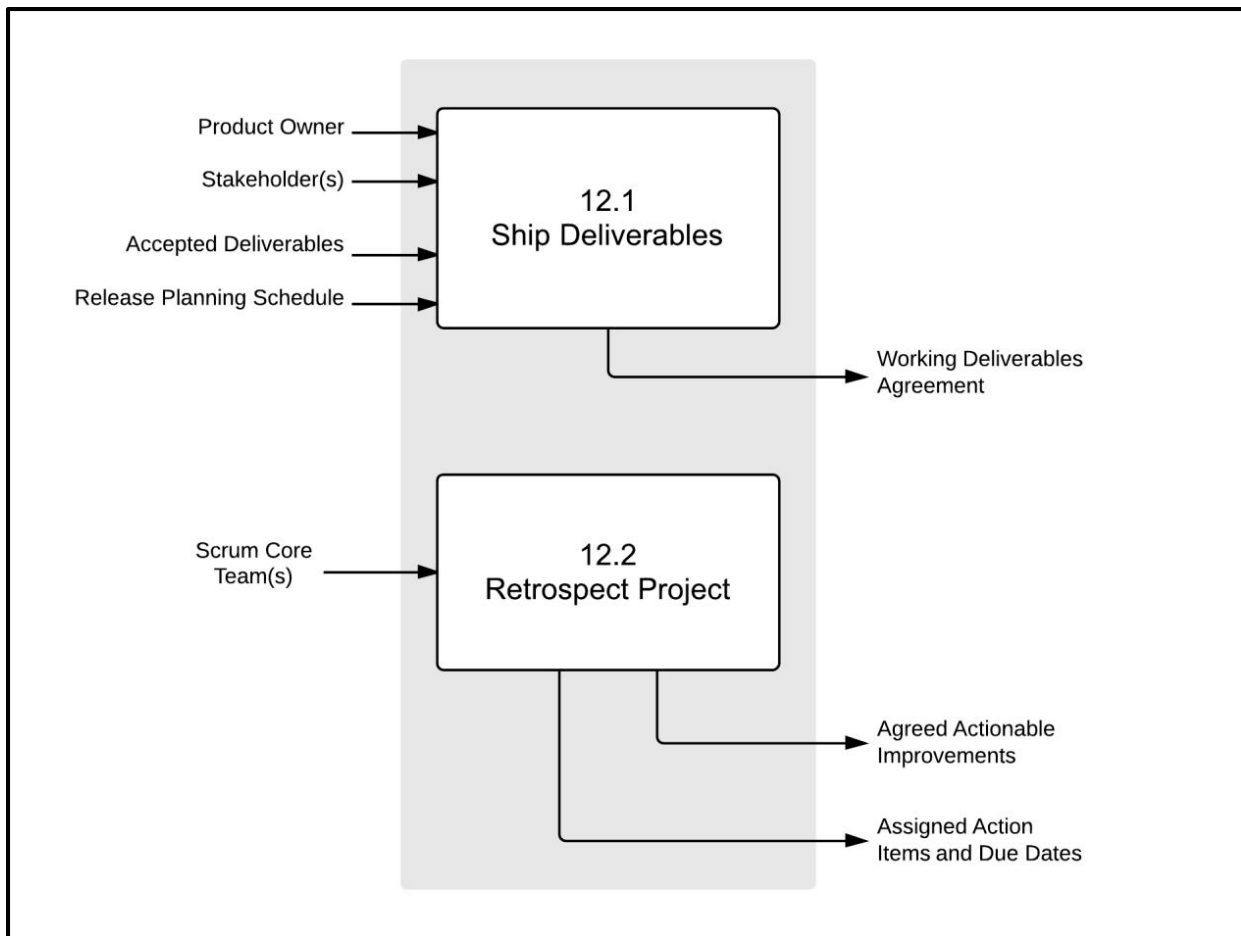 Product Owner
Stakeholder(s)
Accepted Deliverables
Release Planning Schedule
12.1
Ship Deliverables
Working Deliverables
Agreement
Scrum Core
Team(s)
12.2
Retrospect Project
Agreed Actionable
Improvements
Assigned Action
Items and Due Dates